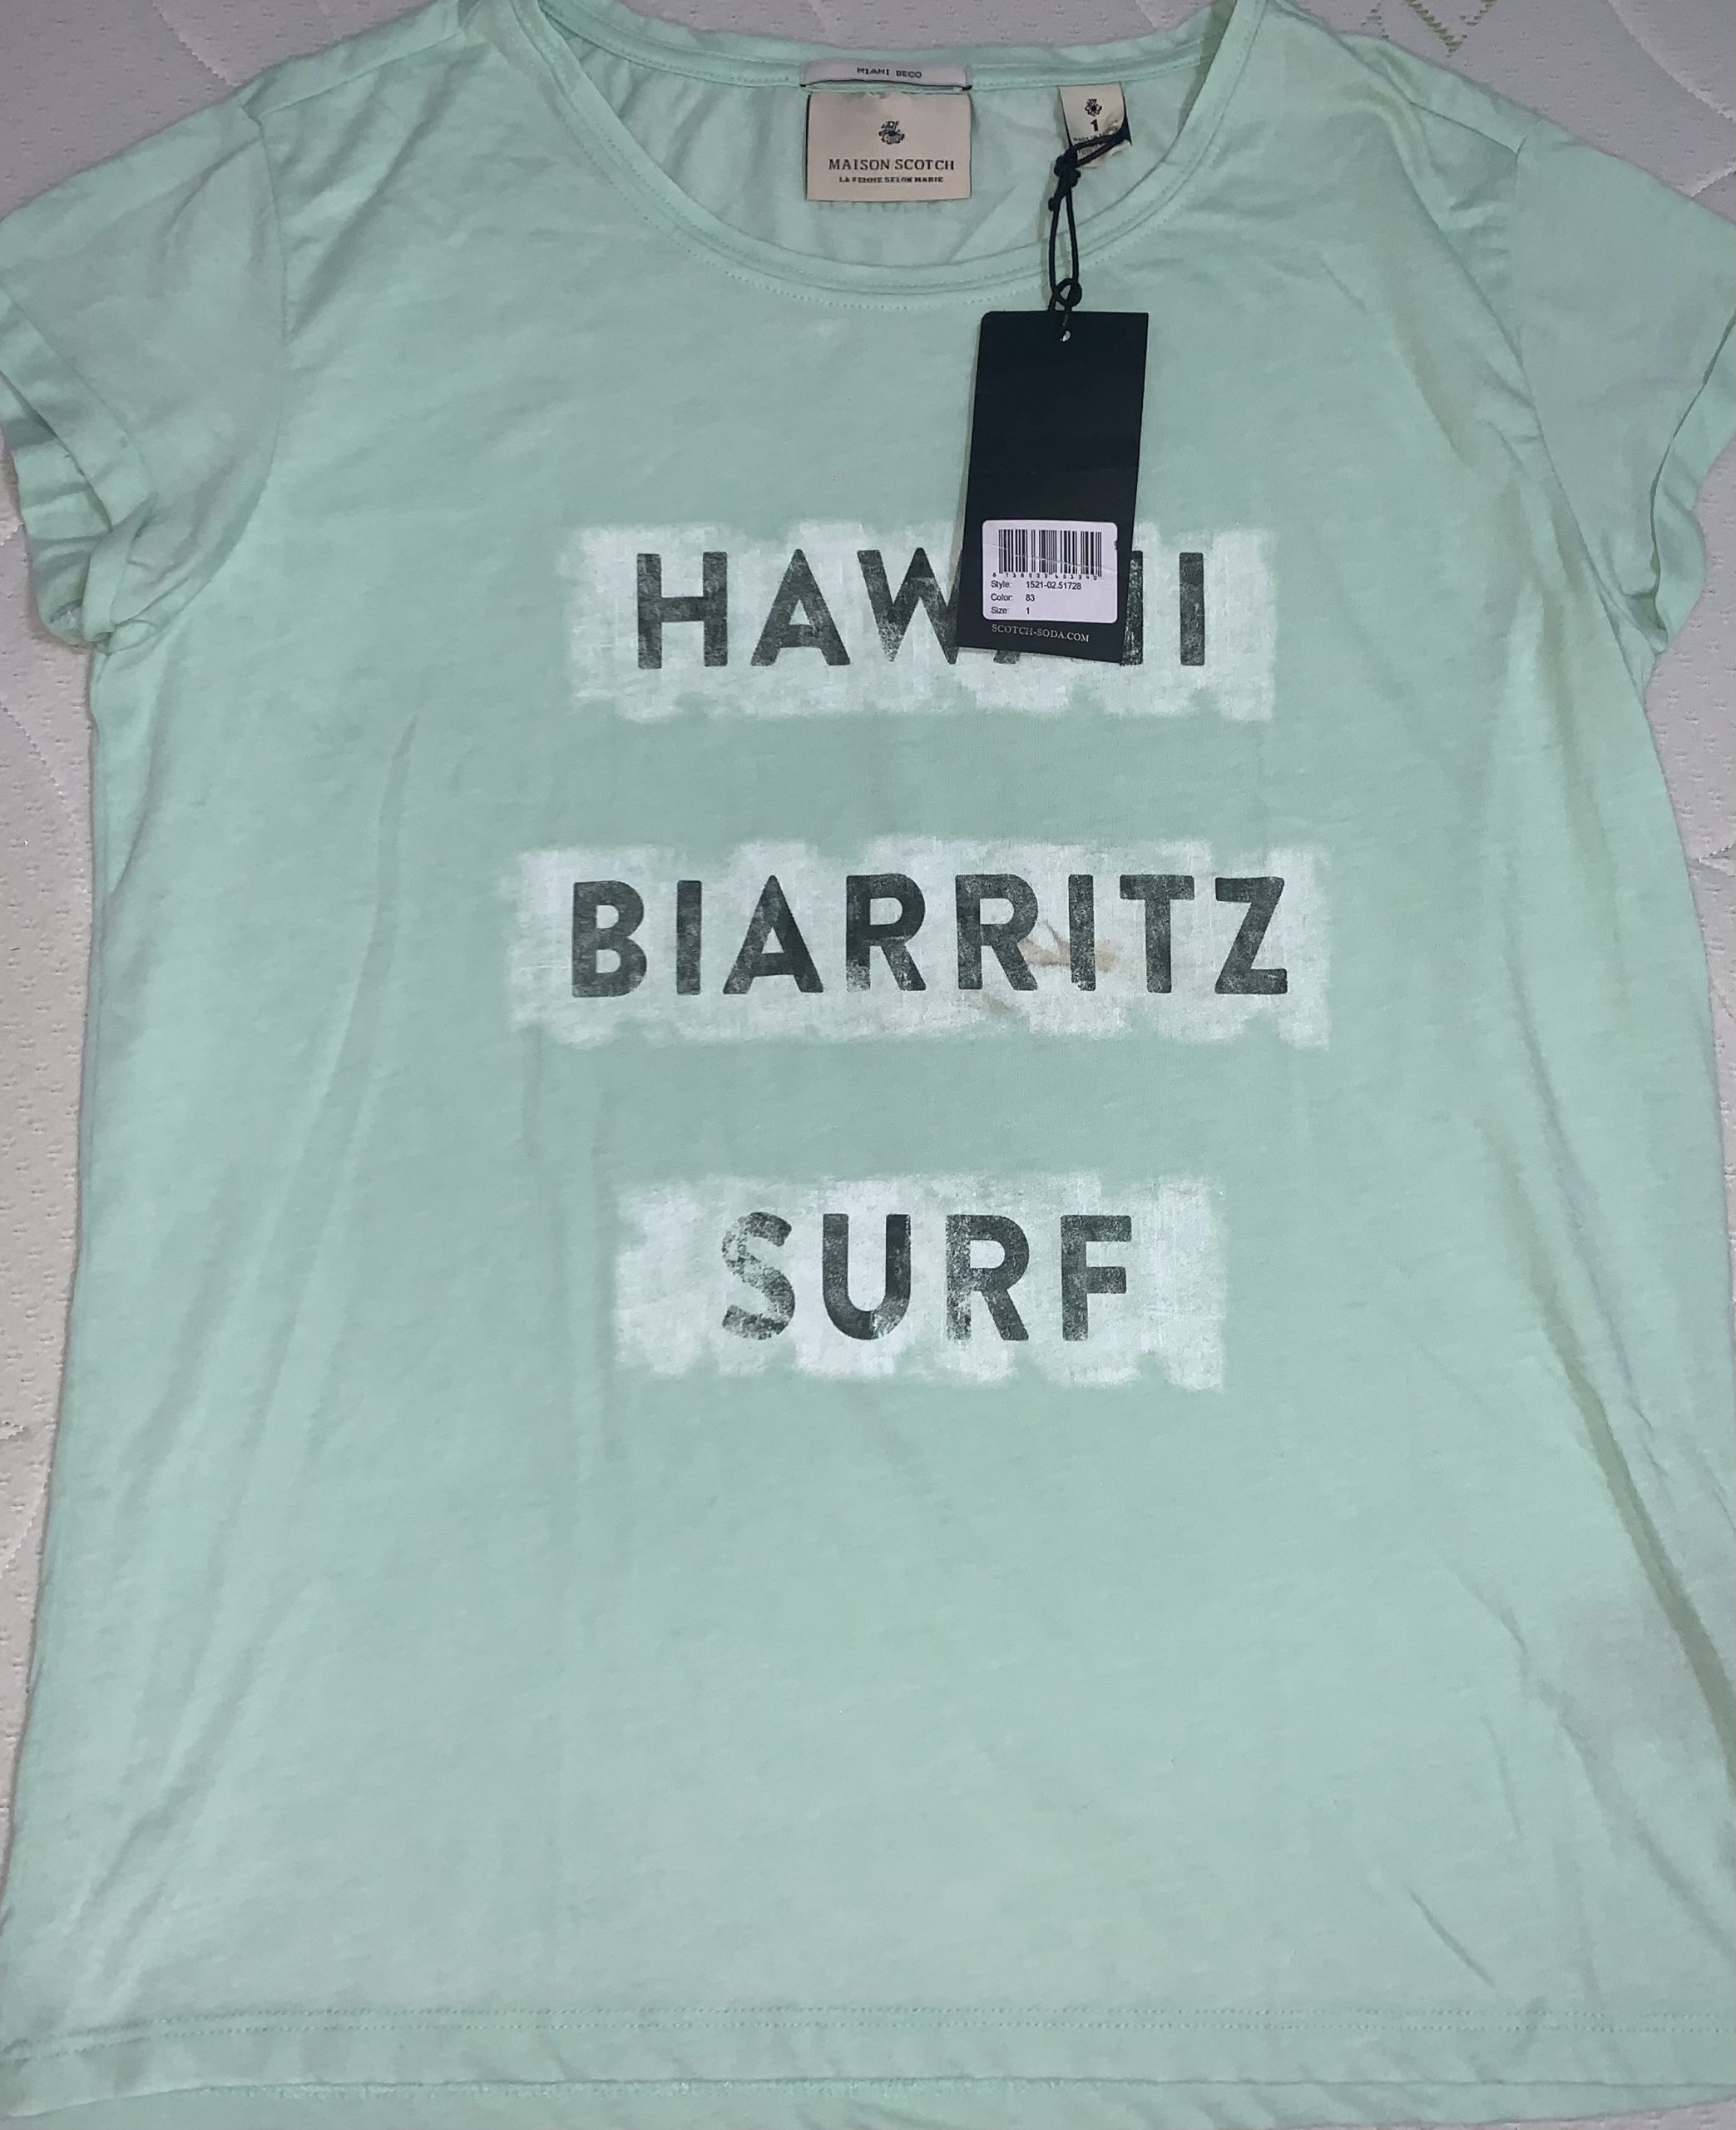 MIAMI DECO
MAISON SCOTCH
LA FEMME SELON MARIE
1
Style: 1521-02.51728
Color: 83
Size: 1
SCOTCH-SODA.COM
HAWAII
BIARRITZ
SURF